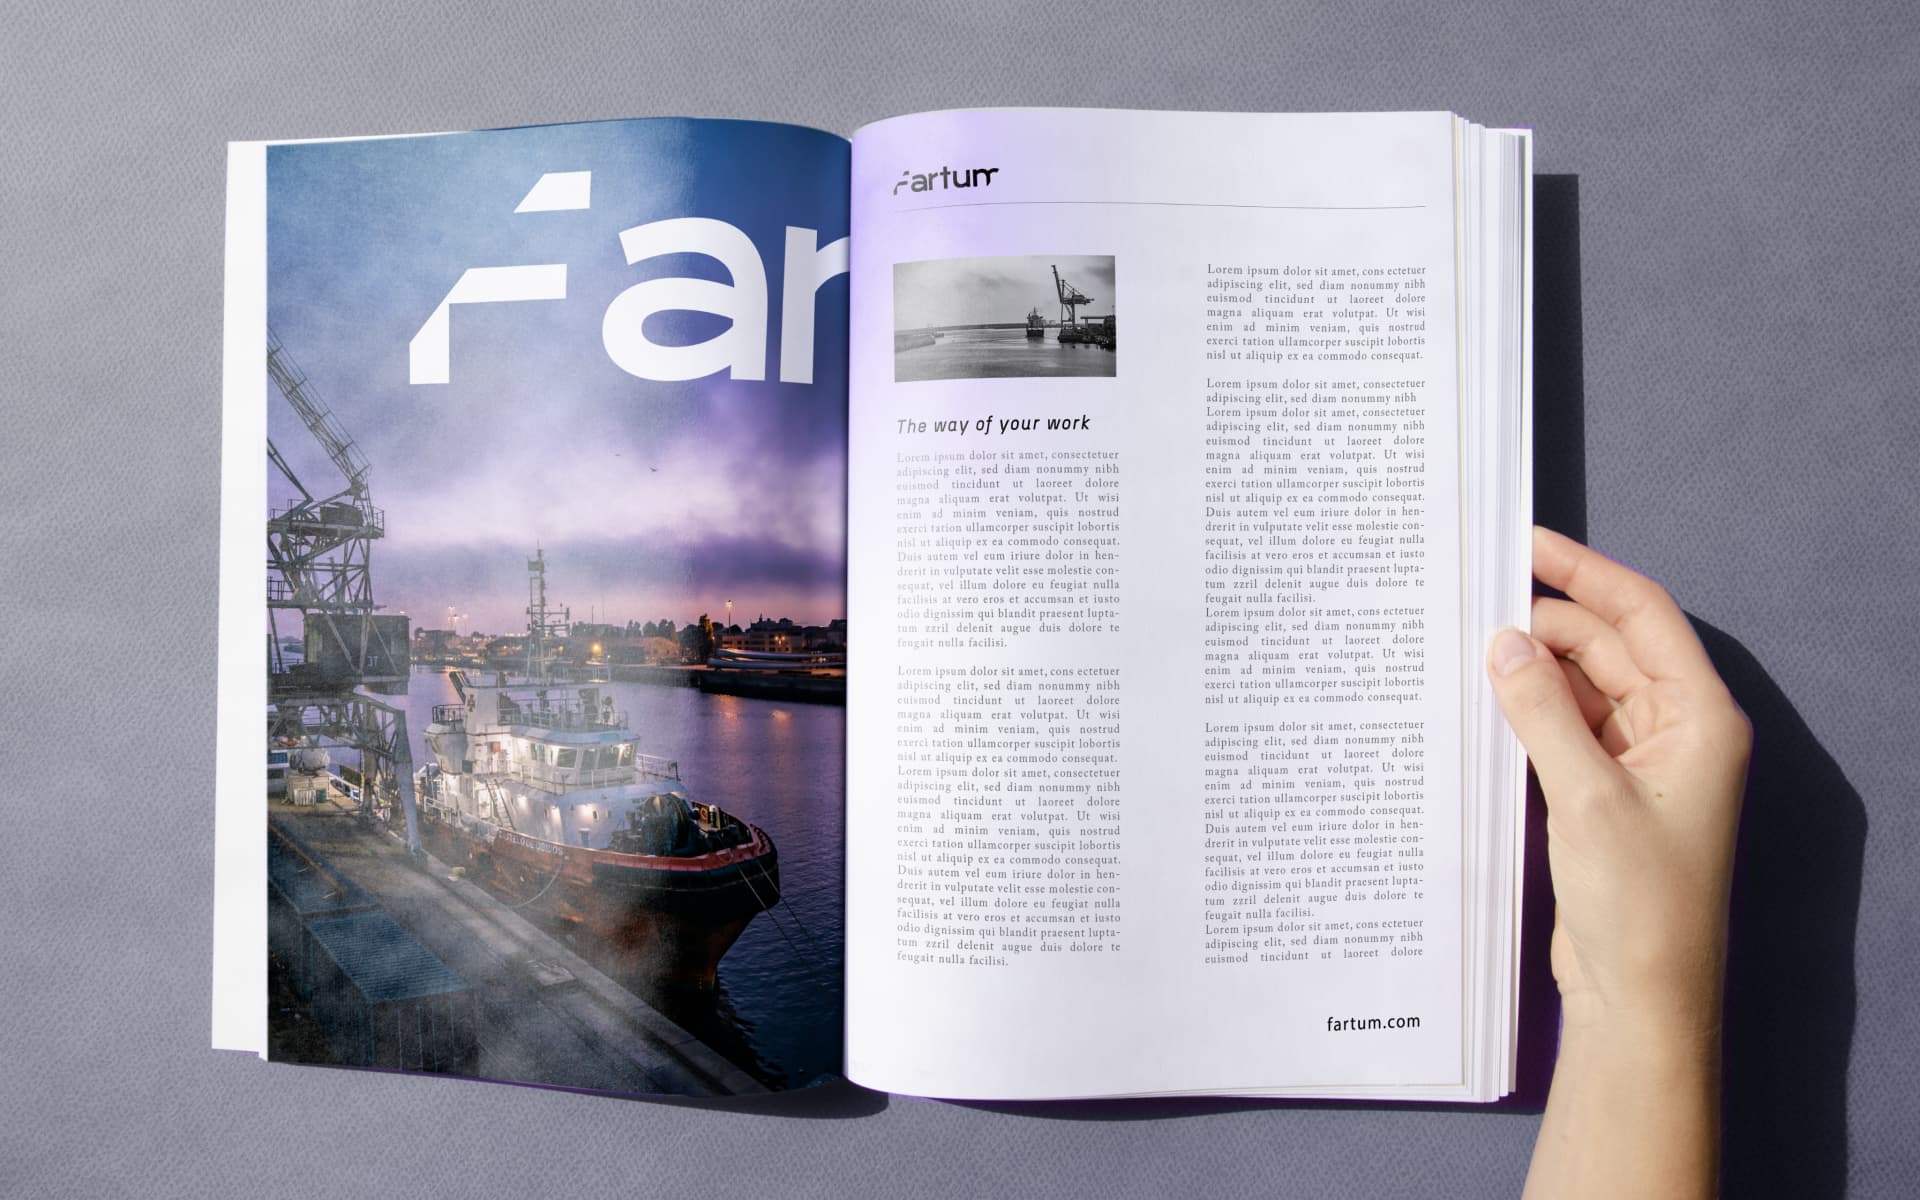 Far
37
Fartum
The way of your work
Lorem ipsum dolor sit amet, consectetuer
adipiscing elit, sed diam nonummy nibh
euismod tincidunt ut laoreet dolore
magna aliquam erat volutpat. Ut wisi
enim ad minim veniam, quis nostrud
exerci tation ullamcorper suscipit lobortis
nisl ut aliquip ex ea commodo consequat.
Duis autem vel eum iriure dolor in hen-
drerit in vulputate velit esse molestie con-
sequat, vel illum dolore eu feugiat nulla
facilisis at vero eros et accumsan et iusto
odio dignissim qui blandit praesent lupta-
tum zzril delenit augue duis dolore te
feugait nulla facilisi.
Lorem ipsum dolor sit amet, cons ectetuer
adipiscing elit, sed diam nonummy nibh
euismod tincidunt ut laoreet dolore
magna aliquam erat volutpat. Ut wisi
enim ad minim veniam, quis nostrud
exerci tation ullamcorper suscipit lobortis
nisl ut aliquip ex ea commodo consequat.
Lorem ipsum dolor sit amet, consectetuer
adipiscing elit, sed diam nonummy nibh
euismod tincidunt ut laoreet dolore
magna aliquam erat volutpat. Ut wisi
enim ad minim veniam, quis nostrud
exerci tation ullamcorper suscipit lobortis
nisl ut aliquip ex ea commodo consequat.
Duis autem vel eum iriure dolor in hen-
drerit in vulputate velit esse molestie con-
sequat, vel illum dolore eu feugiat nulla
facilisis at vero eros et accumsan et iusto
odio dignissim qui blandit praesent lupta-
tum zzril delenit augue duis dolore te
feugait nulla facilisi.
Lorem ipsum dolor sit amet, cons ectetuer
adipiscing elit, sed diam nonummy nibh
euismod tincidunt ut laoreet dolore
magna aliquam erat volutpat. Ut wisi
enim ad minim veniam, quis nostrud
exerci tation ullamcorper suscipit lobortis
nisl ut aliquip ex ea commodo consequat.
Lorem ipsum dolor sit amet, consectetuer
adipiscing elit, sed diam nonummy nibh
Lorem ipsum dolor sit amet, consectetuer
adipiscing elit, sed diam nonummy nibh
euismod tincidunt ut laoreet dolore
magna aliquam erat volutpat. Ut wisi
enim ad minim veniam, quis nostrud
exerci tation ullamcorper suscipit lobortis
nisl ut aliquip ex ea commodo consequat.
Duis autem vel eum iriure dolor in hen-
drerit in vulputate velit esse molestie con-
sequat, vel illum dolore eu feugiat nulla
facilisis at vero eros et accumsan et iusto
odio dignissim qui blandit praesent lupta-
tum zzril delenit augue duis dolore te
feugait nulla facilisi.
Lorem ipsum dolor sit amet, cons ectetuer
adipiscing elit, sed diam nonummy nibh
euismod tincidunt ut laoreet dolore
magna aliquam erat volutpat. Ut wisi
enim ad minim veniam, quis nostrud
exerci tation ullamcorper suscipit lobortis
nisl ut aliquip ex ea commodo consequat.
Lorem ipsum dolor sit amet, consectetuer
adipiscing elit, sed diam nonummy nibh
euismod tincidunt ut laoreet dolore
magna aliquam erat volutpat. Ut wisi
enim ad minim veniam, quis nostrud
exerci tation ullamcorper suscipit lobortis
nisl ut aliquip ex ea commodo consequat.
Duis autem vel eum iriure dolor in hen-
drerit in vulputate velit esse molestie con-
sequat, vel illum dolore eu feugiat nulla
facilisis at vero eros et accumsan et iusto
odio dignissim qui blandit praesent lupta-
tum zzril delenit augue duis dolore te
feugait nulla facilisi.
Lorem ipsum dolor sit amet, cons ectetuer
adipiscing elit, sed diam nonummy nibh
euismod tincidunt ut laoreet dolore
fartum.com